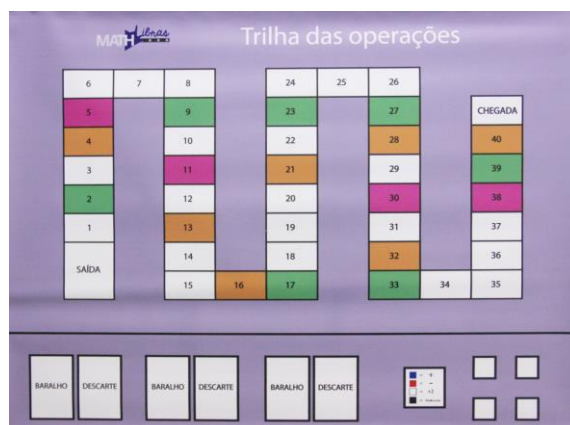 MATHLibras
Trilha das operações
6 7 8 24 25 26
5 9 23 27 CHEGADA
4 10 22 28 40
3 11 21 29 39
2 12 20 30 38
1 13 19 31 37
SAÍDA 14 18 32 36
15 16 17 33 34 35
BARALHO DESCARTE BARALHO DESCARTE BARALHO DESCARTE